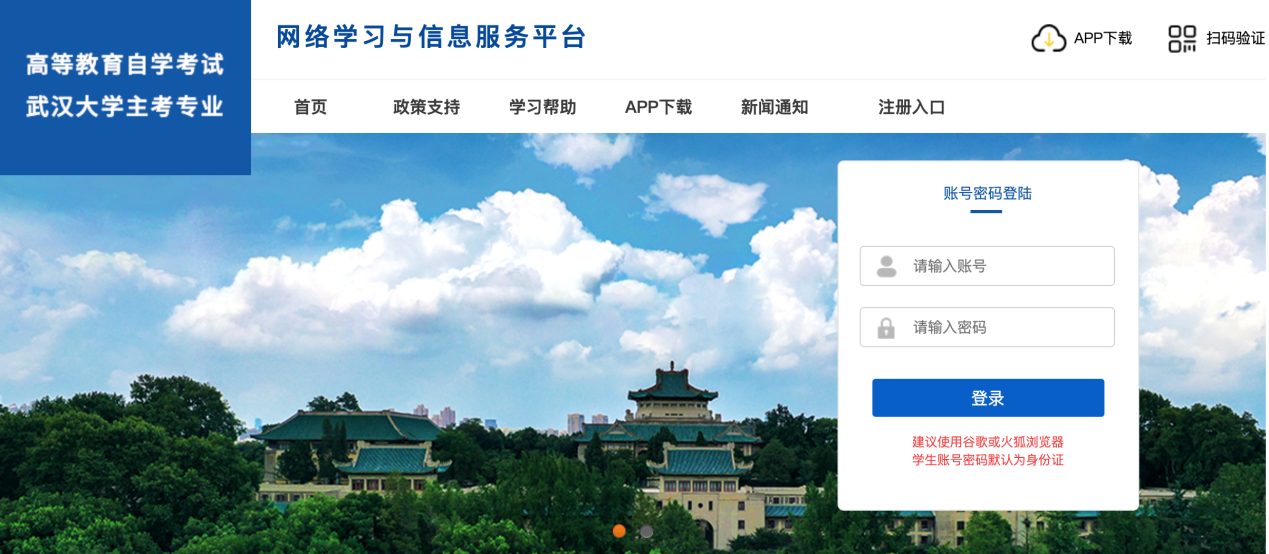 高等教育自学考试
武汉大学主考专业
网络学习与信息服务平台
APP下载
扫码验证
首页
政策支持
学习帮助
APP下载
新闻通知
注册入口
账号密码登陆
请输入账号
请输入密码
登录
建议使用谷歌或火狐浏览器
学生账号密码默认为身份证